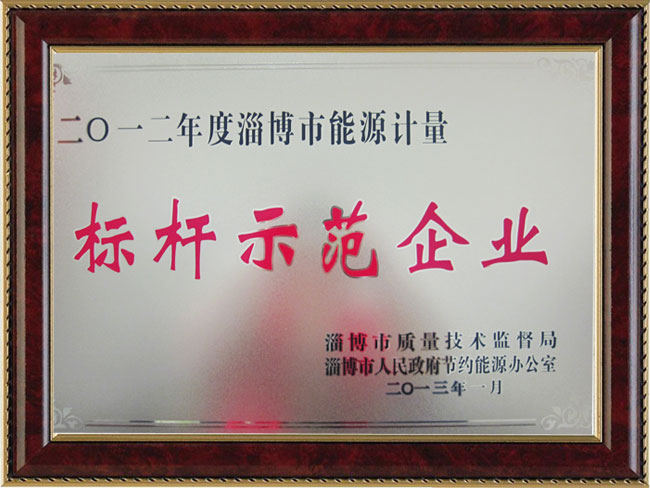 二〇一二年度淄博市能源计量
标杆示范企业
淄博市质量技术监督局
淄博市人民政府节约能源办公室
二〇一三年一月